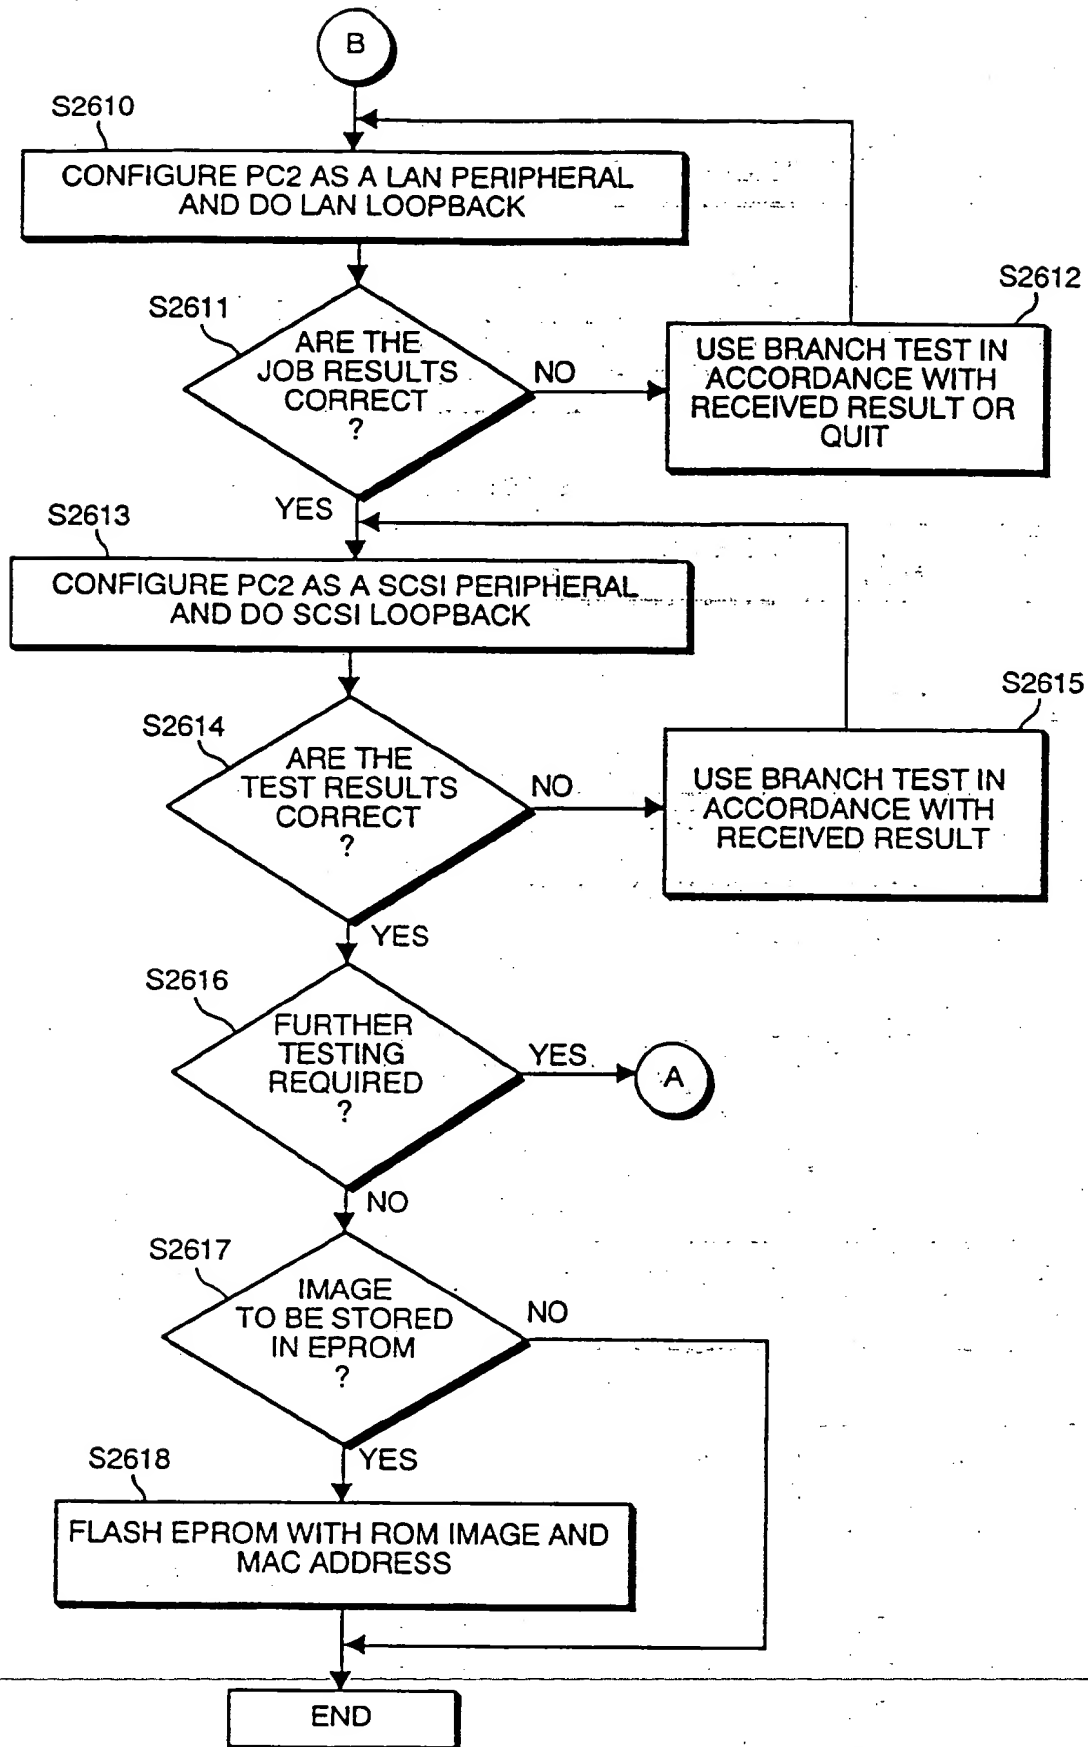 B
S2610
CONFIGURE PC2 AS A LAN PERIPHERAL
AND DO LAN LOOPBACK
S2611
ARE THE
JOB RESULTS
CORRECT
?
NO
S2612
USE BRANCH TEST IN
ACCORDANCE WITH
RECEIVED RESULT OR
QUIT
YES
S2613
CONFIGURE PC2 AS A SCSI PERIPHERAL
AND DO SCSI LOOPBACK
S2614
ARE THE
TEST RESULTS
CORRECT
?
NO
S2615
USE BRANCH TEST IN
ACCORDANCE WITH
RECEIVED RESULT
YES
S2616
FURTHER
TESTING
REQUIRED
?
YES
A
NO
S2617
IMAGE
TO BE STORED
IN EPROM
?
NO
YES
S2618
FLASH EPROM WITH ROM IMAGE AND
MAC ADDRESS
END